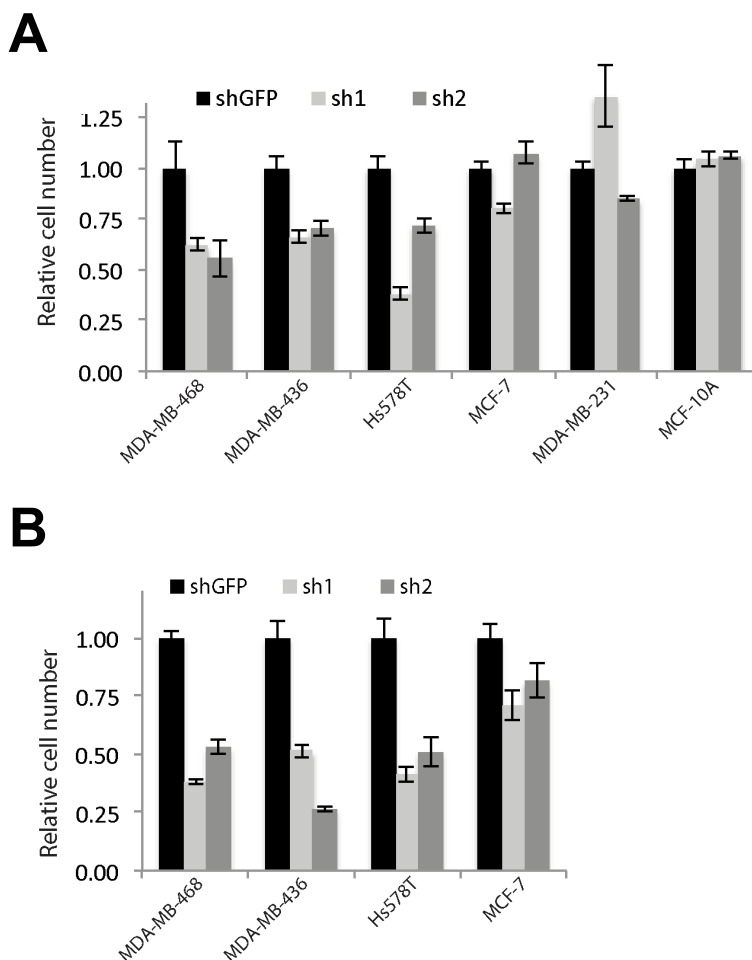 A
shGFP sh1 sh2
Relative cell number
1.25
1.00
0.75
0.50
0.25
0.00
MDA-MB-468
MDA-MB-436
Hs578T
MCF-7
MDA-MB-231
MCF-10A
B
shGFP sh1 sh2
Relative cell number
1.00
0.75
0.50
0.25
0.00
MDA-MB-468
MDA-MB-436
Hs578T
MCF-7